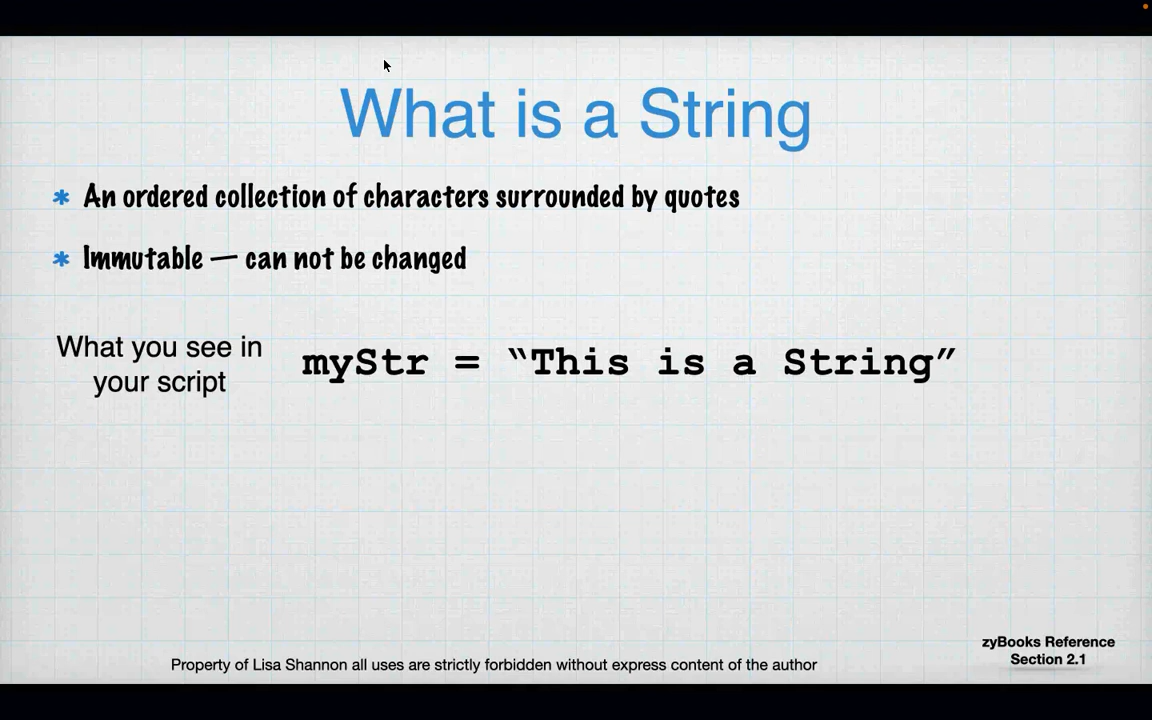 What is a String
* An ordered collection of characters surrounded by quotes
* Immutable — can not be changed
What you see in
your script
myStr = “This is a String”
zyBooks Reference
Section 2.1
Property of Lisa Shannon all uses are strictly forbidden without express content of the author